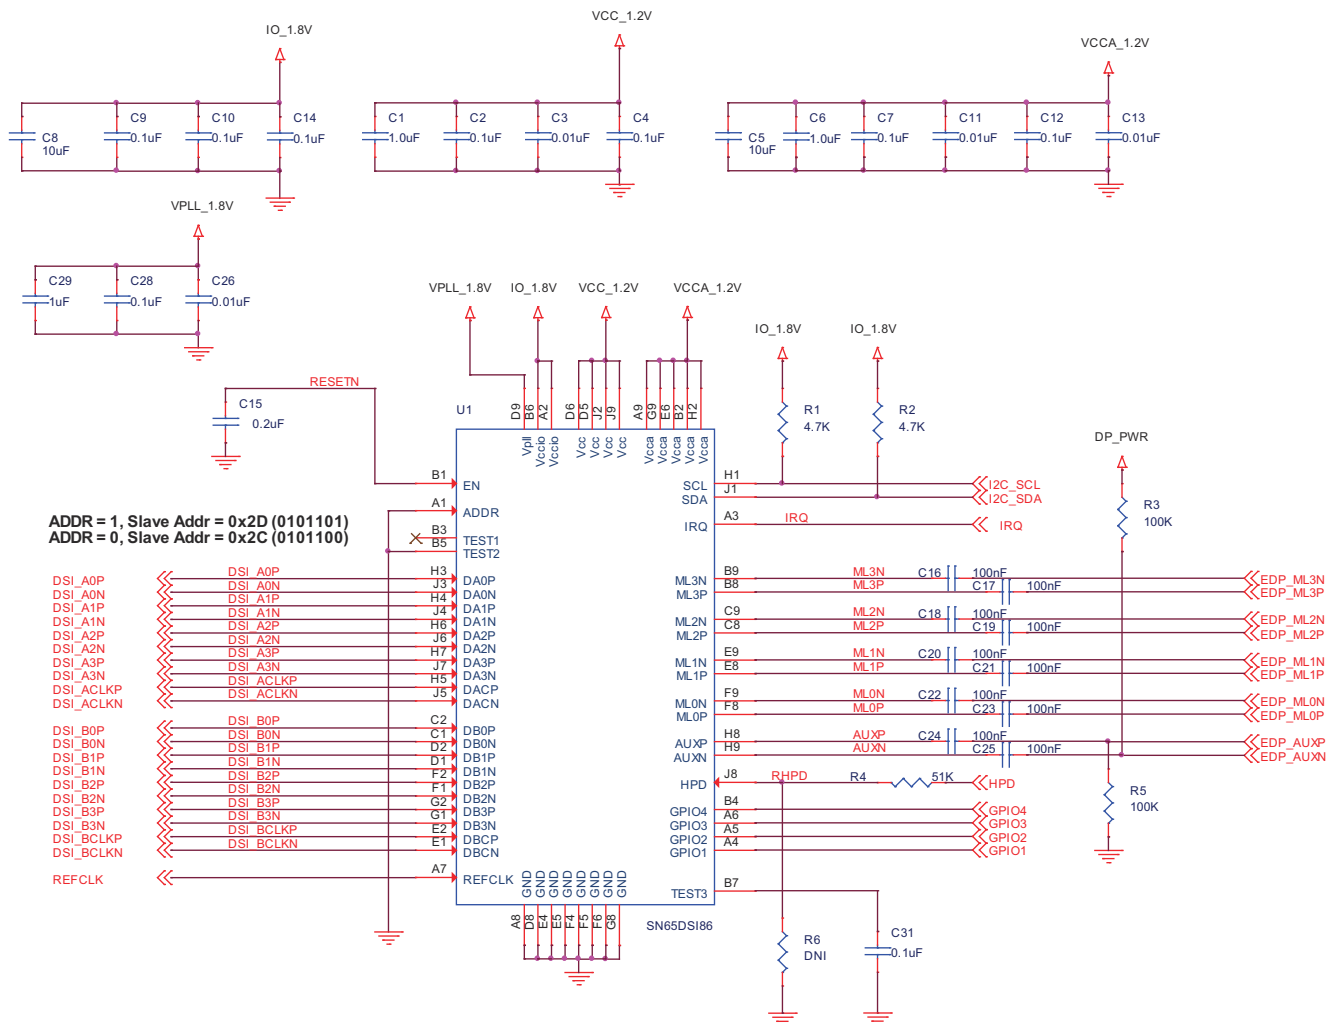 IO_1.8V
VCC_1.2V
VCCA_1.2V
C8
10uF
C9
0.1uF
C10
0.1uF
C14
0.1uF
C1
1.0uF
C2
0.1uF
C3
0.01uF
C4
0.1uF
C5
10uF
C6
1.0uF
C7
0.1uF
C11
0.01uF
C12
0.1uF
C13
0.01uF
VPLL_1.8V
C29
1uF
C28
0.1uF
C26
0.01uF
VPLL_1.8V
IO_1.8V
VCC_1.2V
VCCA_1.2V
IO_1.8V
IO_1.8V
RESETN
C15
0.2uF
U1
D9
B6
A2
D6
D5
J2
J9
A9
G9
E6
B2
H2
Vpll
Vccio
Vccio
Vcc
Vcc
Vcc
Vcc
Vcca
Vcca
Vcca
Vcca
Vcca
R1
4.7K
R2
4.7K
DP_PWR
R3
100K
B1
EN
A1
ADDR
B3
TEST1
B5
TEST2
ADDR = 1, Slave Addr = 0x2D (0101101)
ADDR = 0, Slave Addr = 0x2C (0101100)
H1
SCL
I2C_SCL
J1
SDA
I2C_SDA
A3
IRQ
IRQ
IRQ
DSI_A0P DSI_A0P H3 DA0P
DSI_A0N DSI_A0N J3 DA0N
DSI_A1P DSI_A1P H4 DA1P
DSI_A1N DSI_A1N J4 DA1N
DSI_A2P DSI_A2P H6 DA2P
DSI_A2N DSI_A2N J6 DA2N
DSI_A3P DSI_A3P H7 DA3P
DSI_A3N DSI_A3N J7 DA3N
DSI_ACLKP DSI_ACLKP H5 DACP
DSI_ACLKN DSI_ACLKN J5 DACN
DSI_B0P DSI_B0P C2 DB0P
DSI_B0N DSI_B0N C1 DB0N
DSI_B1P DSI_B1P D2 DB1P
DSI_B1N DSI_B1N D1 DB1N
DSI_B2P DSI_B2P F2 DB2P
DSI_B2N DSI_B2N F1 DB2N
DSI_B3P DSI_B3P G2 DB3P
DSI_B3N DSI_B3N G1 DB3N
DSI_BCLKP DSI_BCLKP E2 DBCP
DSI_BCLKN DSI_BCLKN E1 DBCN
REFCLK A7 REFCLK
ML3N B9 ML3N C16 100nF EDP_ML3N
ML3P B8 ML3P C17 100nF EDP_ML3P
ML2N C9 ML2N C18 100nF EDP_ML2N
ML2P C8 ML2P C19 100nF EDP_ML2P
ML1N E9 ML1N C20 100nF EDP_ML1N
ML1P E8 ML1P C21 100nF EDP_ML1P
ML0N F9 ML0N C22 100nF EDP_ML0N
ML0P F8 ML0P C23 100nF EDP_ML0P
AUXP H8 AUXP C24 100nF EDP_AUXP
AUXN H9 AUXN C25 100nF EDP_AUXN
HPD J8 RHPD R4 51K HPD
GPIO4 B4 GPIO4
GPIO3 A6 GPIO3
GPIO2 A5 GPIO2
GPIO1 A4 GPIO1
R5
100K
TEST3 B7
GND GND GND GND GND GND GND GND
A8 D8 E4 E5 F4 F5 F6 G8
SN65DSI86
R6
DNI
C31
0.1uF